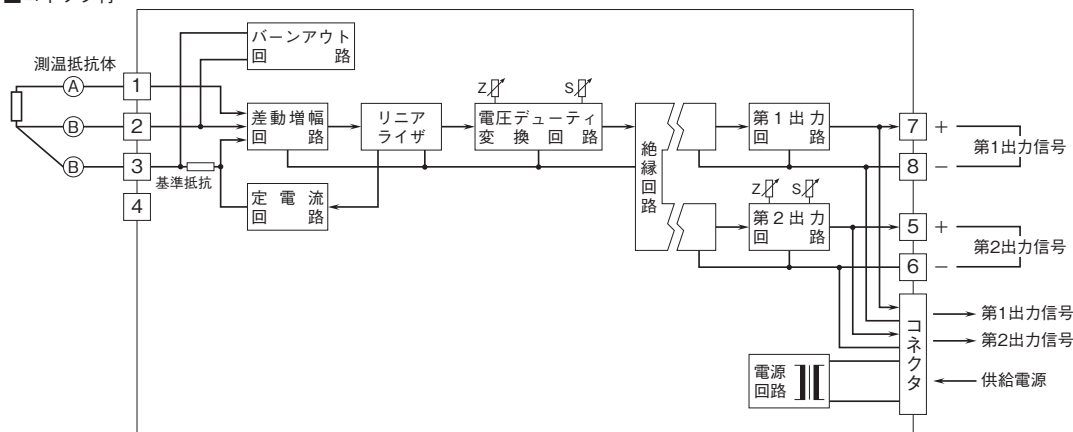 バーンアウト
回路
測温抵抗体
A
B
B
1
2
3
4
基準抵抗
差動増幅
回路
リニア
ライザ
Z
S
電圧デューティ
変換回路
定電流
回路
絶縁回路
第1出力
回路
Z
S
第2出力
回路
7
+
8
−
第1出力信号
5
+
6
−
第2出力信号
コネクタ
第1出力信号
第2出力信号
供給電源
電源
回路